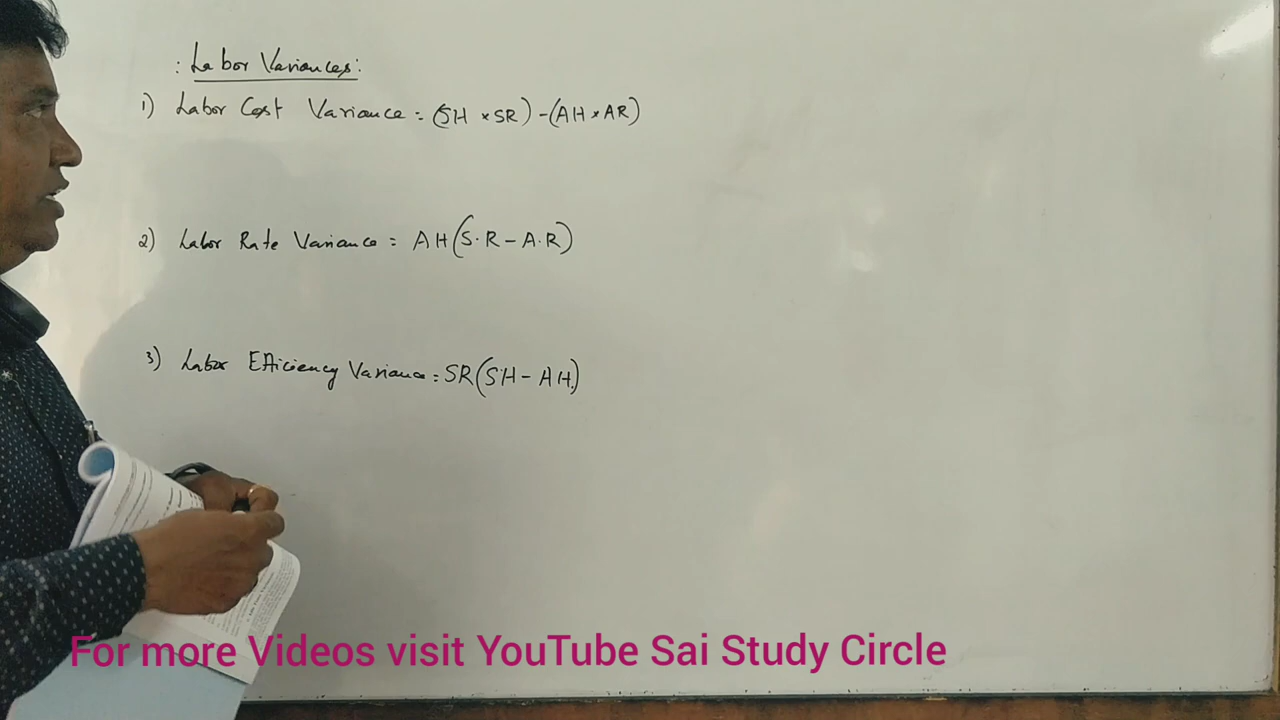 : Labor Variances:
1) Labor Cost Variance = (SH × SR) - (AH × AR)
2) Labor Rate Variance = AH(S.R - A.R)
3) Labor Efficiency Variance = SR(SH - AH)
For more Videos visit YouTube Sai Study Circle